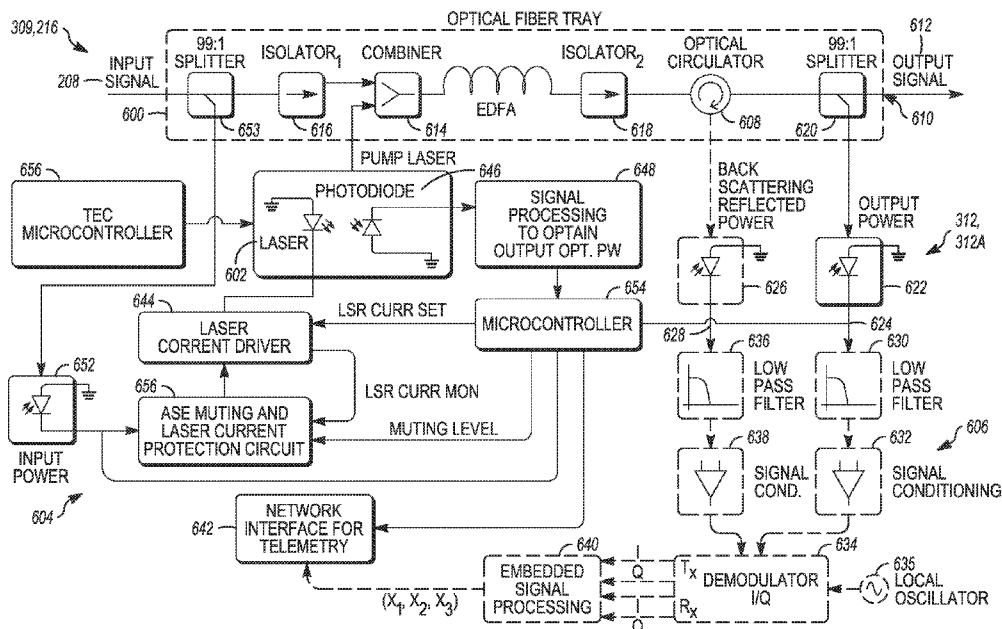 OPTICAL FIBER TRAY
309,216
INPUT
SIGNAL
208
600
99:1
SPLITTER
653
ISOLATOR1
616
COMBINER
614
EDFA
ISOLATOR2
618
OPTICAL
CIRCULATOR
608
99:1
SPLITTER
620
612
OUTPUT
SIGNAL
610
656
TEC
MICROCONTROLLER
PUMP LASER
PHOTODIODE
646
LASER
602
648
SIGNAL
PROCESSING
TO OPTAIN
OUTPUT OPT. PW
BACK
SCATTERING
REFLECTED
POWER
626
628
OUTPUT
POWER
312,
312A
622
624
644
LASER
CORRENT DRIVER
LSR CURR SET
654
MICROCONTROLLER
652
INPUT
POWER
604
656
ASE MUTING AND
LASER CURRENT
PROTECTION CIRCUIT
LSR CURR MON
MUTING LEVEL
636
LOW
PASS
FILTER
630
LOW
PASS
FILTER
638
SIGNAL
COND.
632
SIGNAL
CONDITIONING
606
642
NETWORK
INTERFACE FOR
TELEMETRY
(X1, X2, X3)
640
EMBEDDED
SIGNAL
PROCESSING
I
Q
I
Q
634
TX
DEMODULATOR
I/Q
RX
635
LOCAL
OSCILLATOR